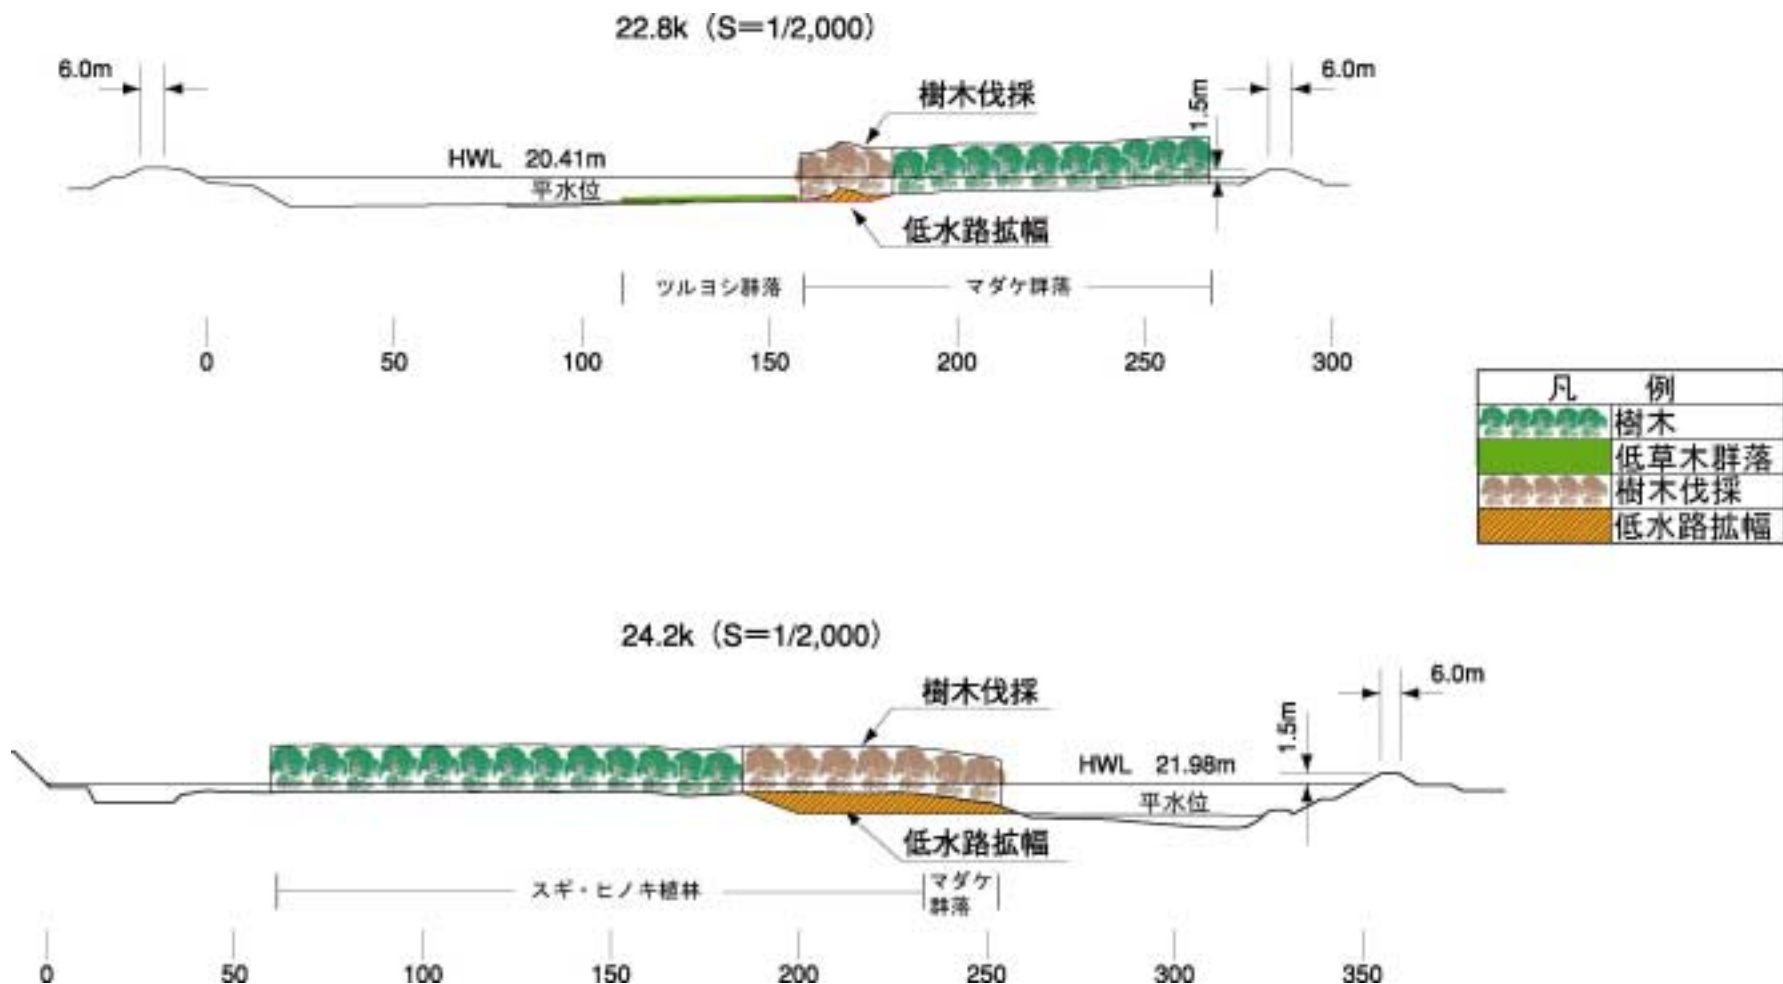 22.8k（S＝1/2,000）
6.0m
6.0m
樹木伐採
1.5m
HWL 20.41m
平水位
低水路拡幅
ツルヨシ群落
マダケ群落
0 50 100 150 200 250 300
凡 例
樹木
低草木群落
樹木伐採
低水路拡幅
24.2k（S＝1/2,000）
6.0m
樹木伐採
1.5m
HWL 21.98m
平水位
低水路拡幅
スギ・ヒノキ植林
マダケ
群落
0 50 100 150 200 250 300 350